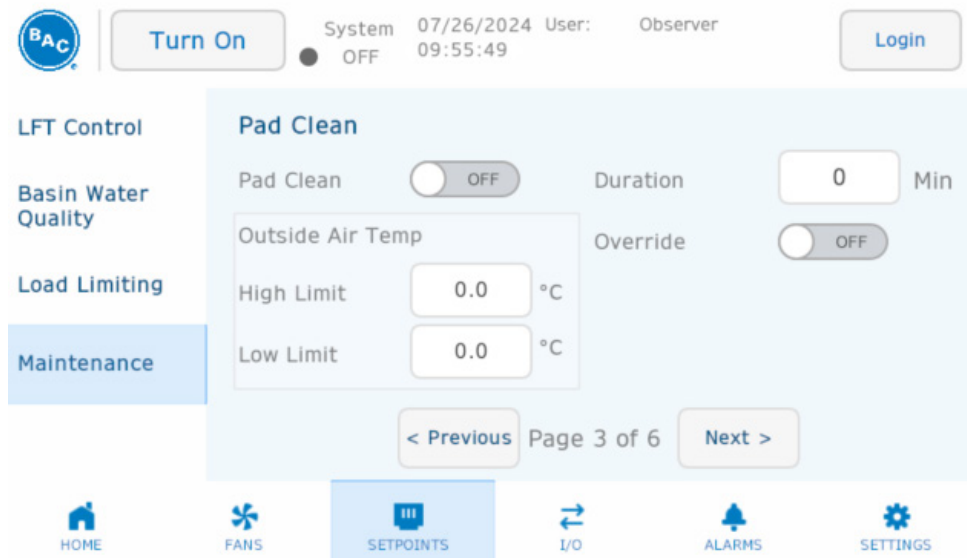 BAC
Turn On
System
OFF
07/26/2024
09:55:49
User:
Observer
Login
LFT Control
Basin Water
Quality
Load Limiting
Maintenance
Pad Clean
Pad Clean
OFF
Duration
0
Min
Outside Air Temp
Override
OFF
High Limit
0.0
°C
Low Limit
0.0
°C
< Previous
Page 3 of 6
Next >
HOME
FANS
SETPOINTS
I/O
ALARMS
SETTINGS